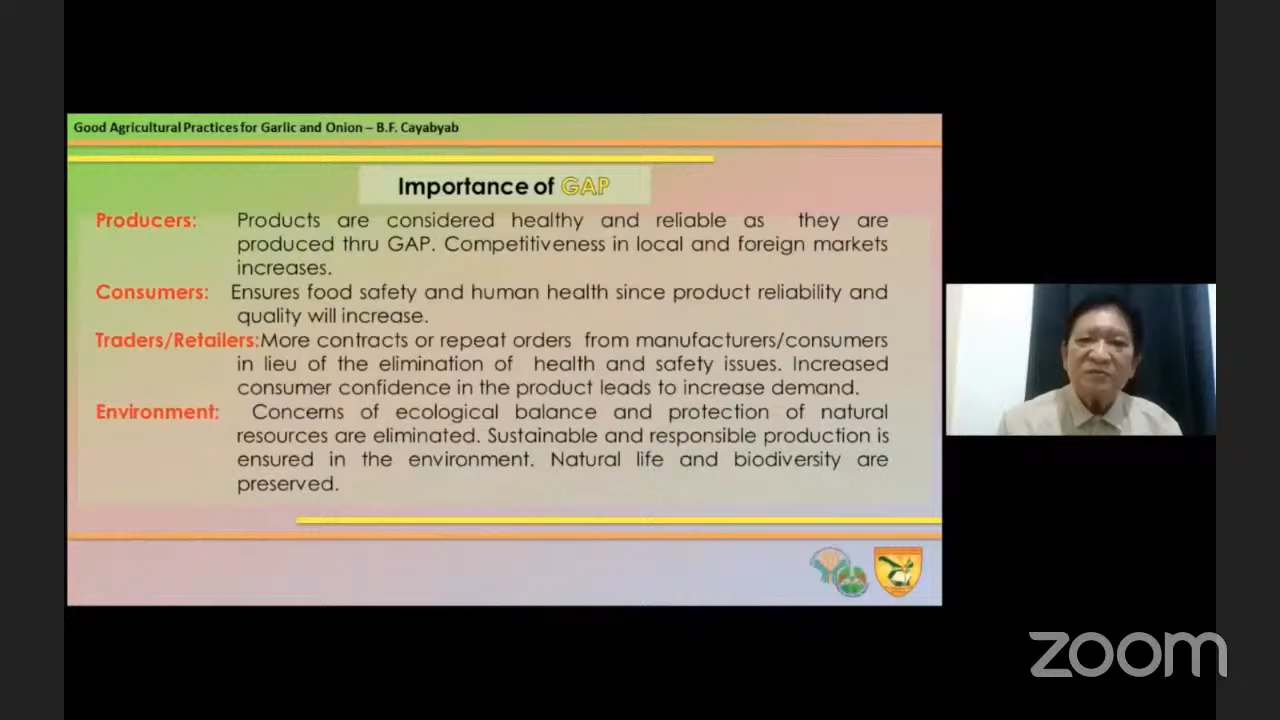 Good Agricultural Practices for Garlic and Onion – B.F. Cayabyab
Importance of GAP
Producers: Products are considered healthy and reliable as they are
produced thru GAP. Competitiveness in local and foreign markets
increases.
Consumers: Ensures food safety and human health since product reliability and
quality will increase.
Traders/Retailers:More contracts or repeat orders from manufacturers/consumers
in lieu of the elimination of health and safety issues. Increased
consumer confidence in the product leads to increase demand.
Environment: Concerns of ecological balance and protection of natural
resources are eliminated. Sustainable and responsible production is
ensured in the environment. Natural life and biodiversity are
preserved.
zoom